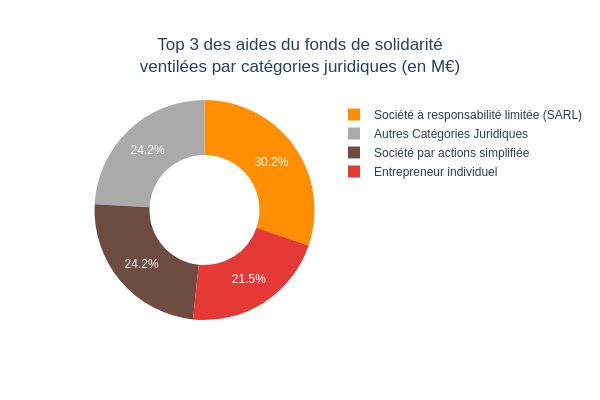 Top 3 des aides du fonds de solidarité
ventilées par catégories juridiques (en M€)
Société à responsabilité limitée (SARL)
Autres Catégories Juridiques
Société par actions simplifiée
Entrepreneur individuel
24.2%
30.2%
24.2%
21.5%